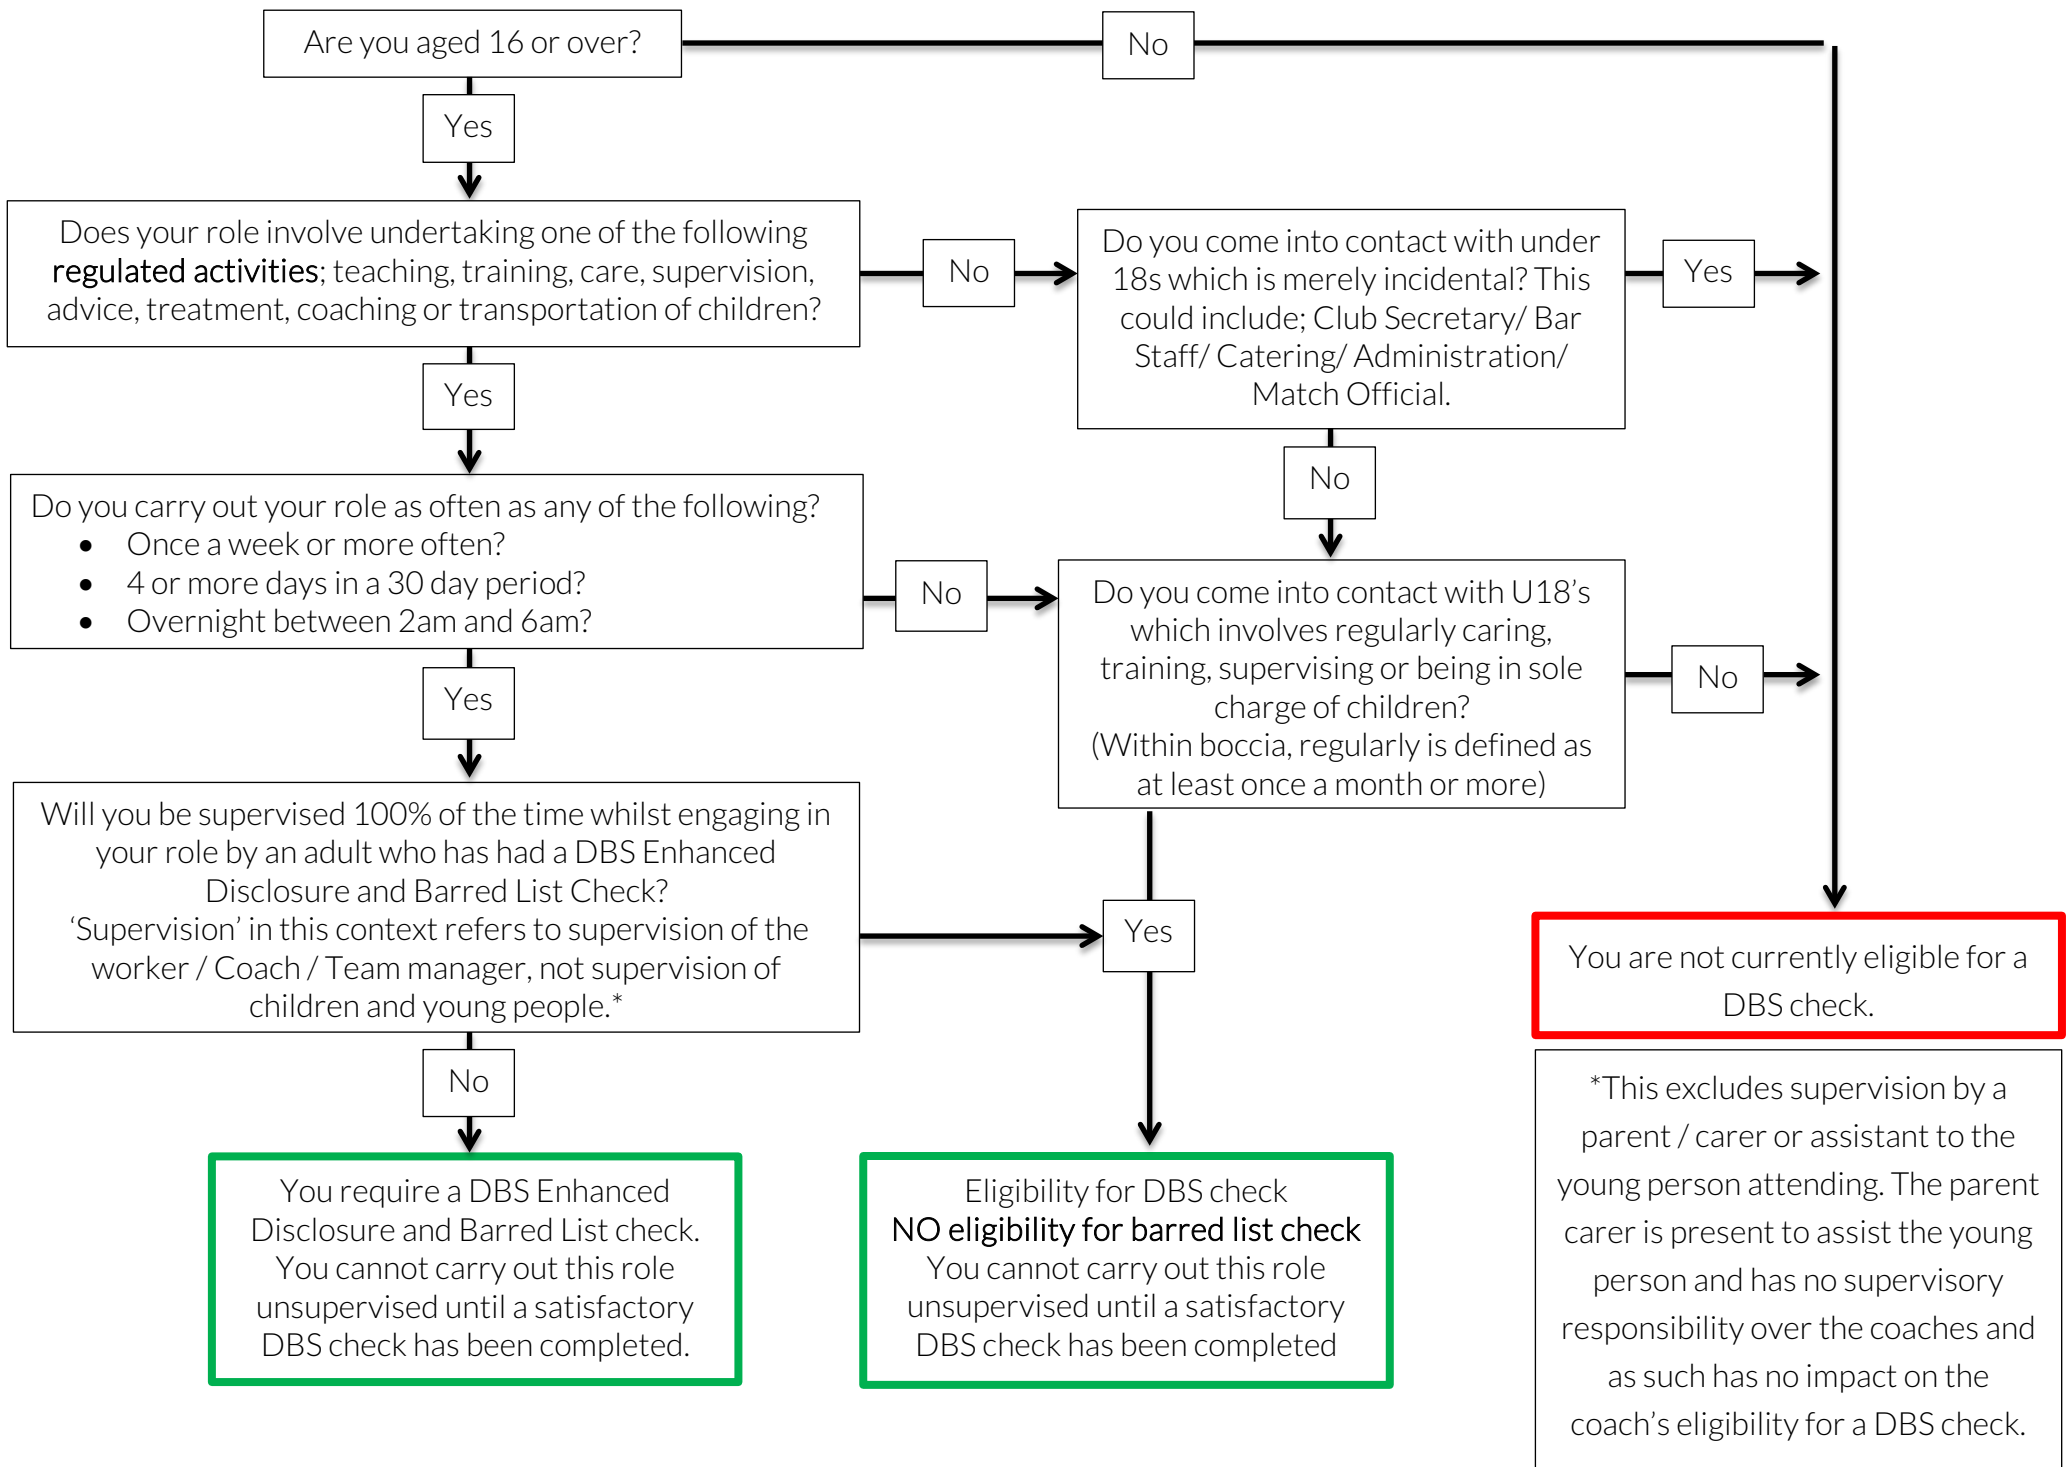 Are you aged 16 or over?
No
Yes
Does your role involve undertaking one of the following
regulated activities; teaching, training, care, supervision,
advice, treatment, coaching or transportation of children?
No
Do you come into contact with under
18s which is merely incidental? This
could include; Club Secretary/ Bar
Staff/ Catering/ Administration/
Match Official.
Yes
Yes
No
Do you carry out your role as often as any of the following?
• Once a week or more often?
• 4 or more days in a 30 day period?
• Overnight between 2am and 6am?
No
Do you come into contact with U18’s
which involves regularly caring,
training, supervising or being in sole
charge of children?
(Within boccia, regularly is defined as
at least once a month or more)
No
Yes
Will you be supervised 100% of the time whilst engaging in
your role by an adult who has had a DBS Enhanced
Disclosure and Barred List Check?
‘Supervision’ in this context refers to supervision of the
worker / Coach / Team manager, not supervision of
children and young people.*
Yes
No
You require a DBS Enhanced
Disclosure and Barred List check.
You cannot carry out this role
unsupervised until a satisfactory
DBS check has been completed.
Eligibility for DBS check
NO eligibility for barred list check
You cannot carry out this role
unsupervised until a satisfactory
DBS check has been completed
You are not currently eligible for a
DBS check.
*This excludes supervision by a
parent / carer or assistant to the
young person attending. The parent
carer is present to assist the young
person and has no supervisory
responsibility over the coaches and
as such has no impact on the
coach’s eligibility for a DBS check.